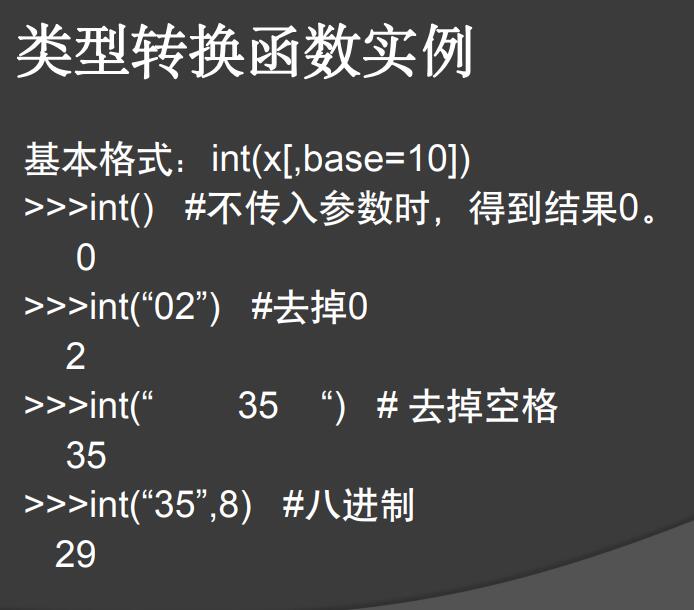 类型转换函数实例
基本格式：int(x[,base=10])
>>>int() #不传入参数时，得到结果0。
0
>>>int(“02”) #去掉0
2
>>>int(“ 35 “) # 去掉空格
35
>>>int(“35”,8) #八进制
29